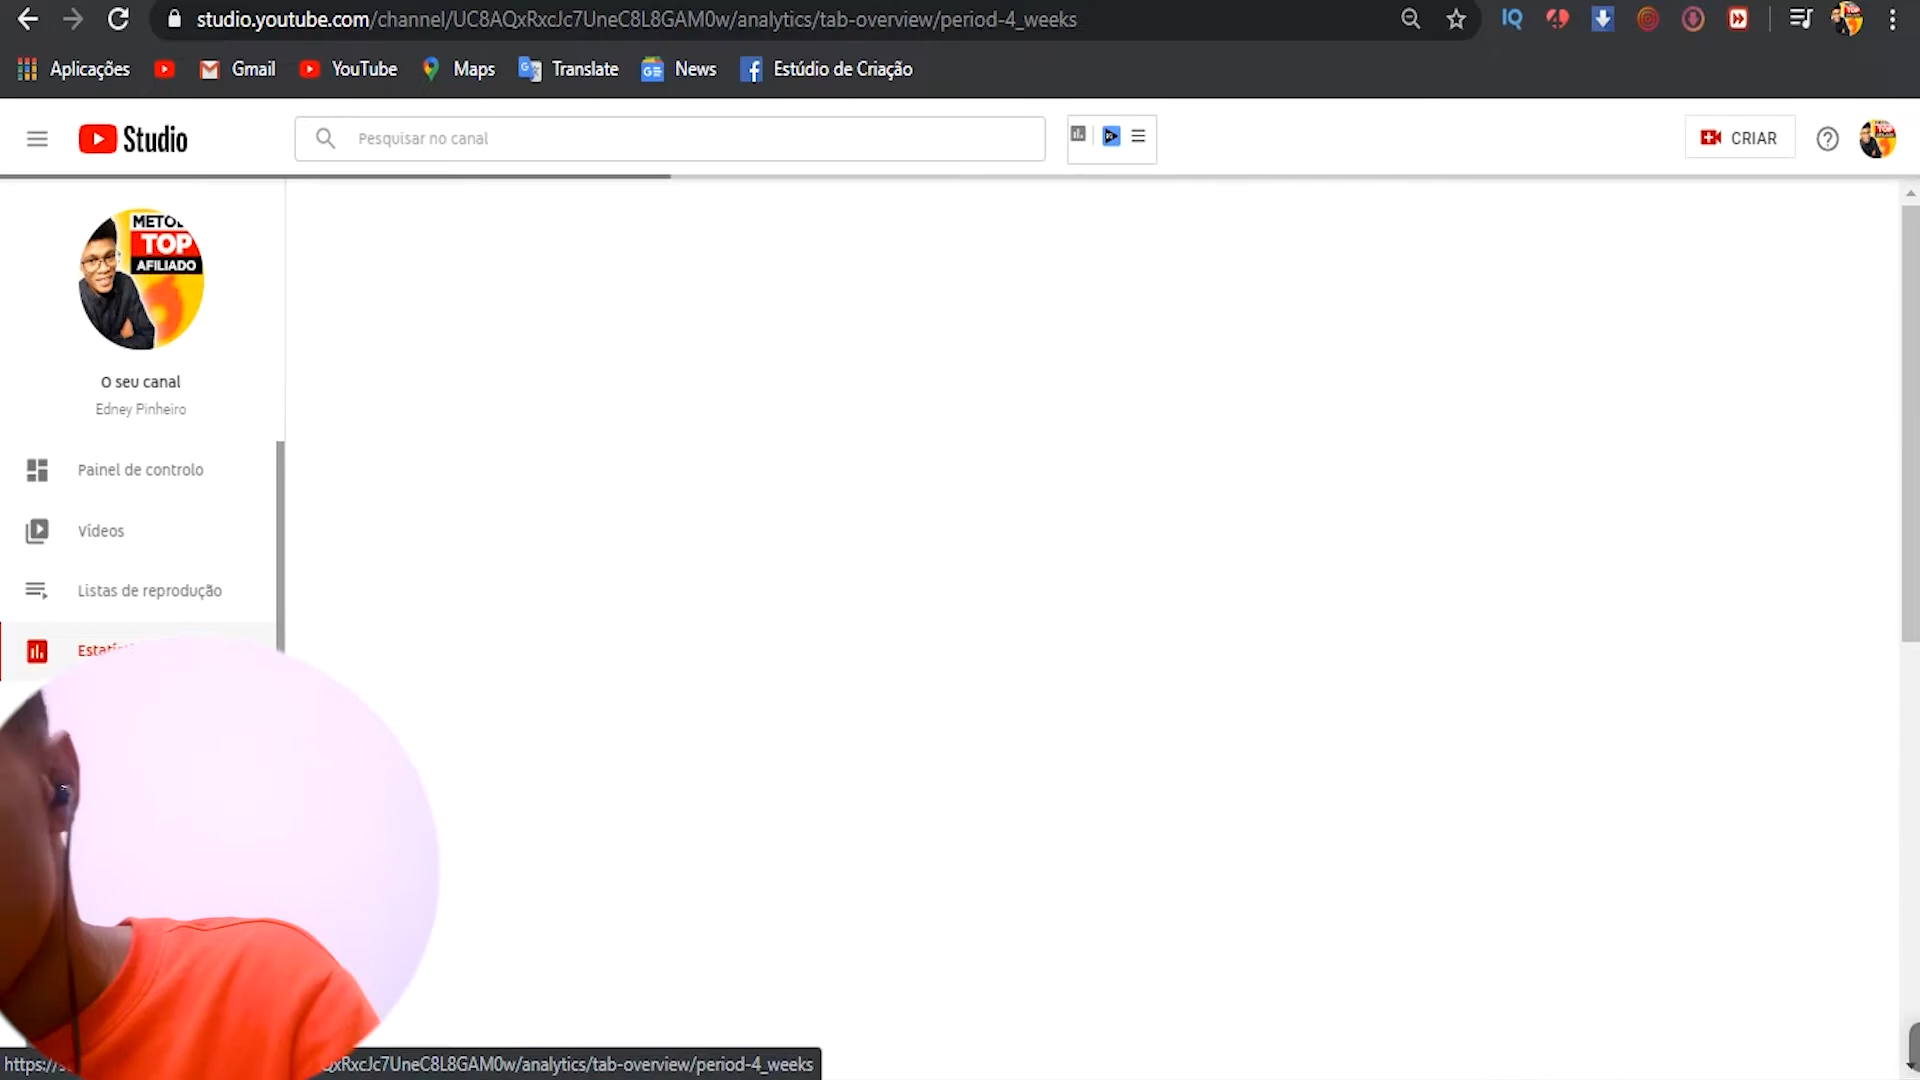 studio.youtube.com/channel/UC8AQxRxcJc7UneC8L8GAM0w/analytics/tab-overview/period-4_weeks
Aplicações
Gmail
YouTube
Maps
Translate
News
Estúdio de Criação
Studio
Pesquisar no canal
CRIAR
TOP
AFILIADO
O seu canal
Edney Pinheiro
Painel de controlo
Vídeos
Listas de reprodução
QxRxcJc7UneC8L8GAM0w/analytics/tab-overview/period-4_weeks